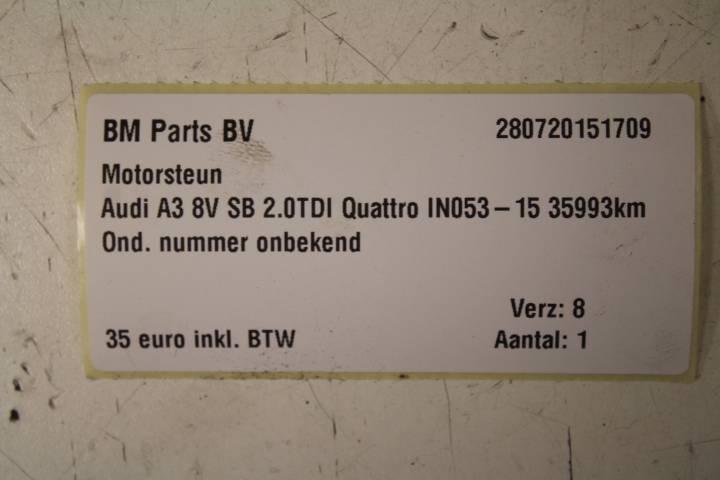 BM Parts BV 280720151709
Motorsteun
Audi A3 8V SB 2.0TDI Quattro IN053 – 15 35993km
Ond. nummer onbekend
Verz: 8
35 euro inkl. BTW Aantal: 1